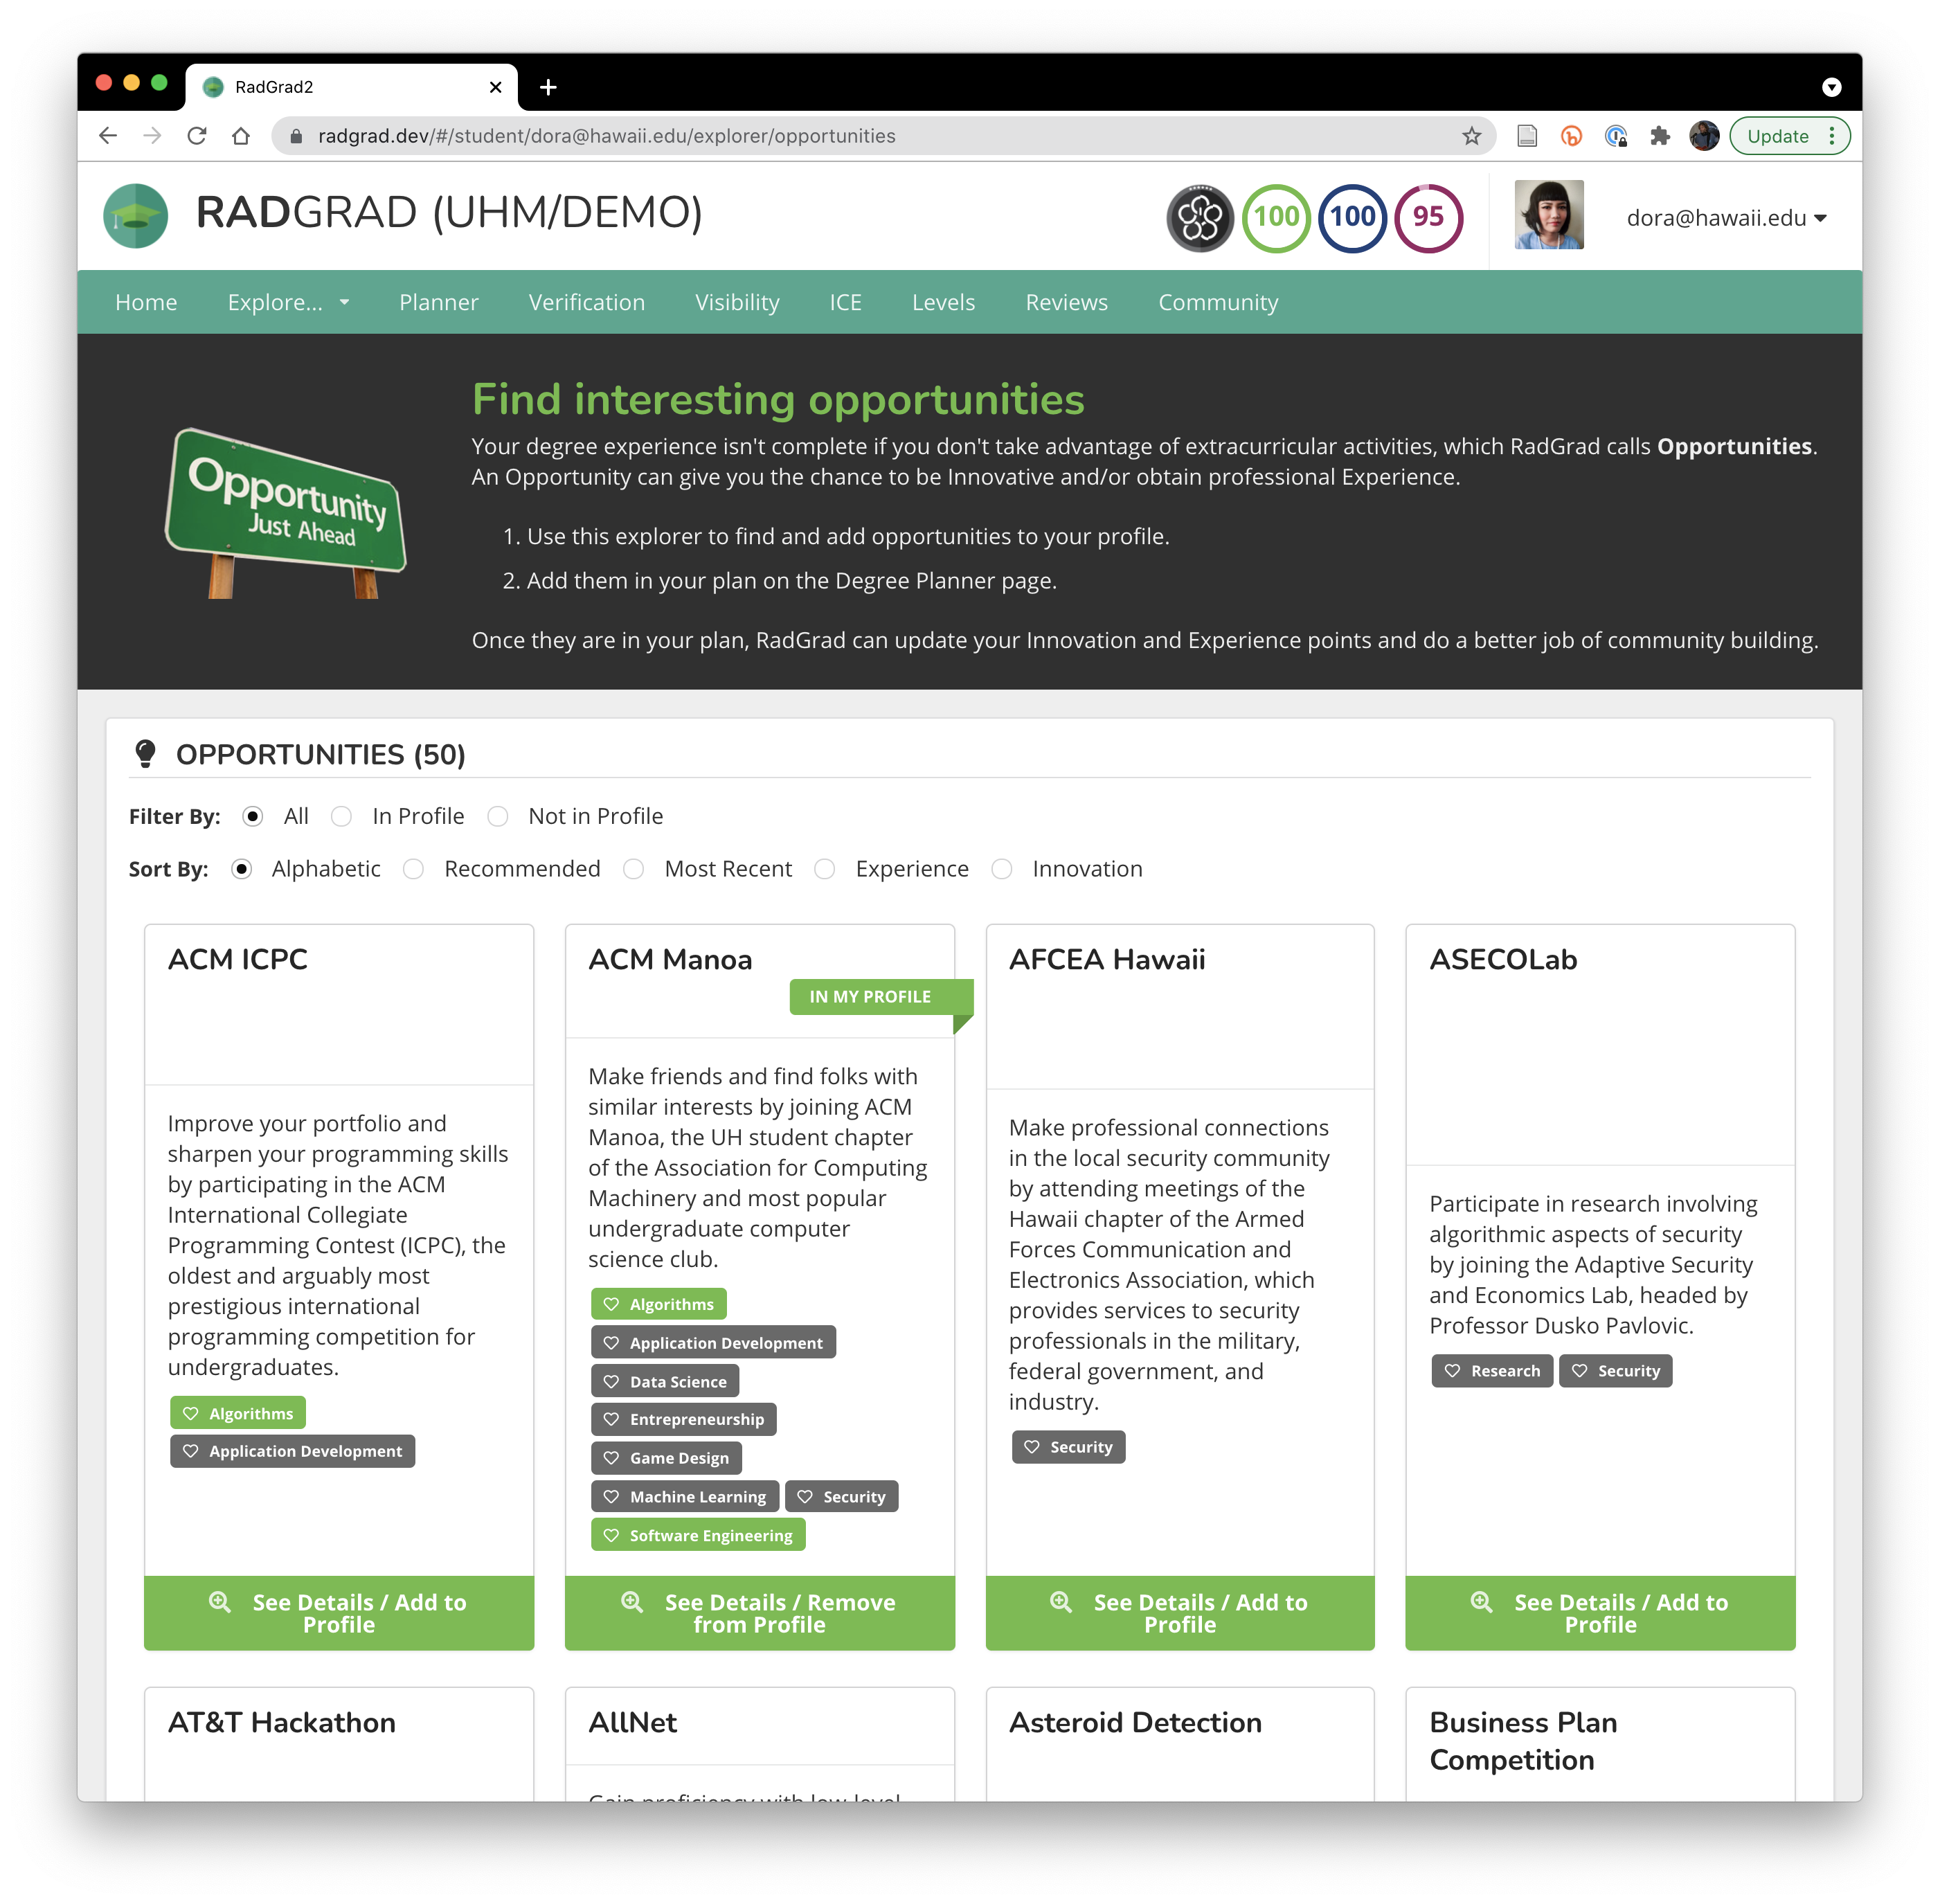 RadGrad2
radgrad.dev/#/student/dora@hawaii.edu/explorer/opportunities
Update
RADGRAD (UHM/DEMO)
100
100
95
dora@hawaii.edu
Home
Explore...
Planner
Verification
Visibility
ICE
Levels
Reviews
Community
Opportunity
Just Ahead
Find interesting opportunities
Your degree experience isn't complete if you don't take advantage of extracurricular activities, which RadGrad calls Opportunities.
An Opportunity can give you the chance to be Innovative and/or obtain professional Experience.
1. Use this explorer to find and add opportunities to your profile.
2. Add them in your plan on the Degree Planner page.
Once they are in your plan, RadGrad can update your Innovation and Experience points and do a better job of community building.
OPPORTUNITIES (50)
Filter By: All In Profile Not in Profile
Sort By: Alphabetic Recommended Most Recent Experience Innovation
ACM ICPC
Improve your portfolio and
sharpen your programming skills
by participating in the ACM
International Collegiate
Programming Contest (ICPC), the
oldest and arguably most
prestigious international
programming competition for
undergraduates.
Algorithms
Application Development
See Details / Add to
Profile
ACM Manoa
IN MY PROFILE
Make friends and find folks with
similar interests by joining ACM
Manoa, the UH student chapter
of the Association for Computing
Machinery and most popular
undergraduate computer
science club.
Algorithms
Application Development
Data Science
Entrepreneurship
Game Design
Machine Learning Security
Software Engineering
See Details / Remove
from Profile
AFCEA Hawaii
Make professional connections
in the local security community
by attending meetings of the
Hawaii chapter of the Armed
Forces Communication and
Electronics Association, which
provides services to security
professionals in the military,
federal government, and
industry.
Security
See Details / Add to
Profile
ASECOLab
Participate in research involving
algorithmic aspects of security
by joining the Adaptive Security
and Economics Lab, headed by
Professor Dusko Pavlovic.
Research Security
See Details / Add to
Profile
AT&T Hackathon
AllNet
Gain proficiency with low-level
Asteroid Detection
Business Plan
Competition